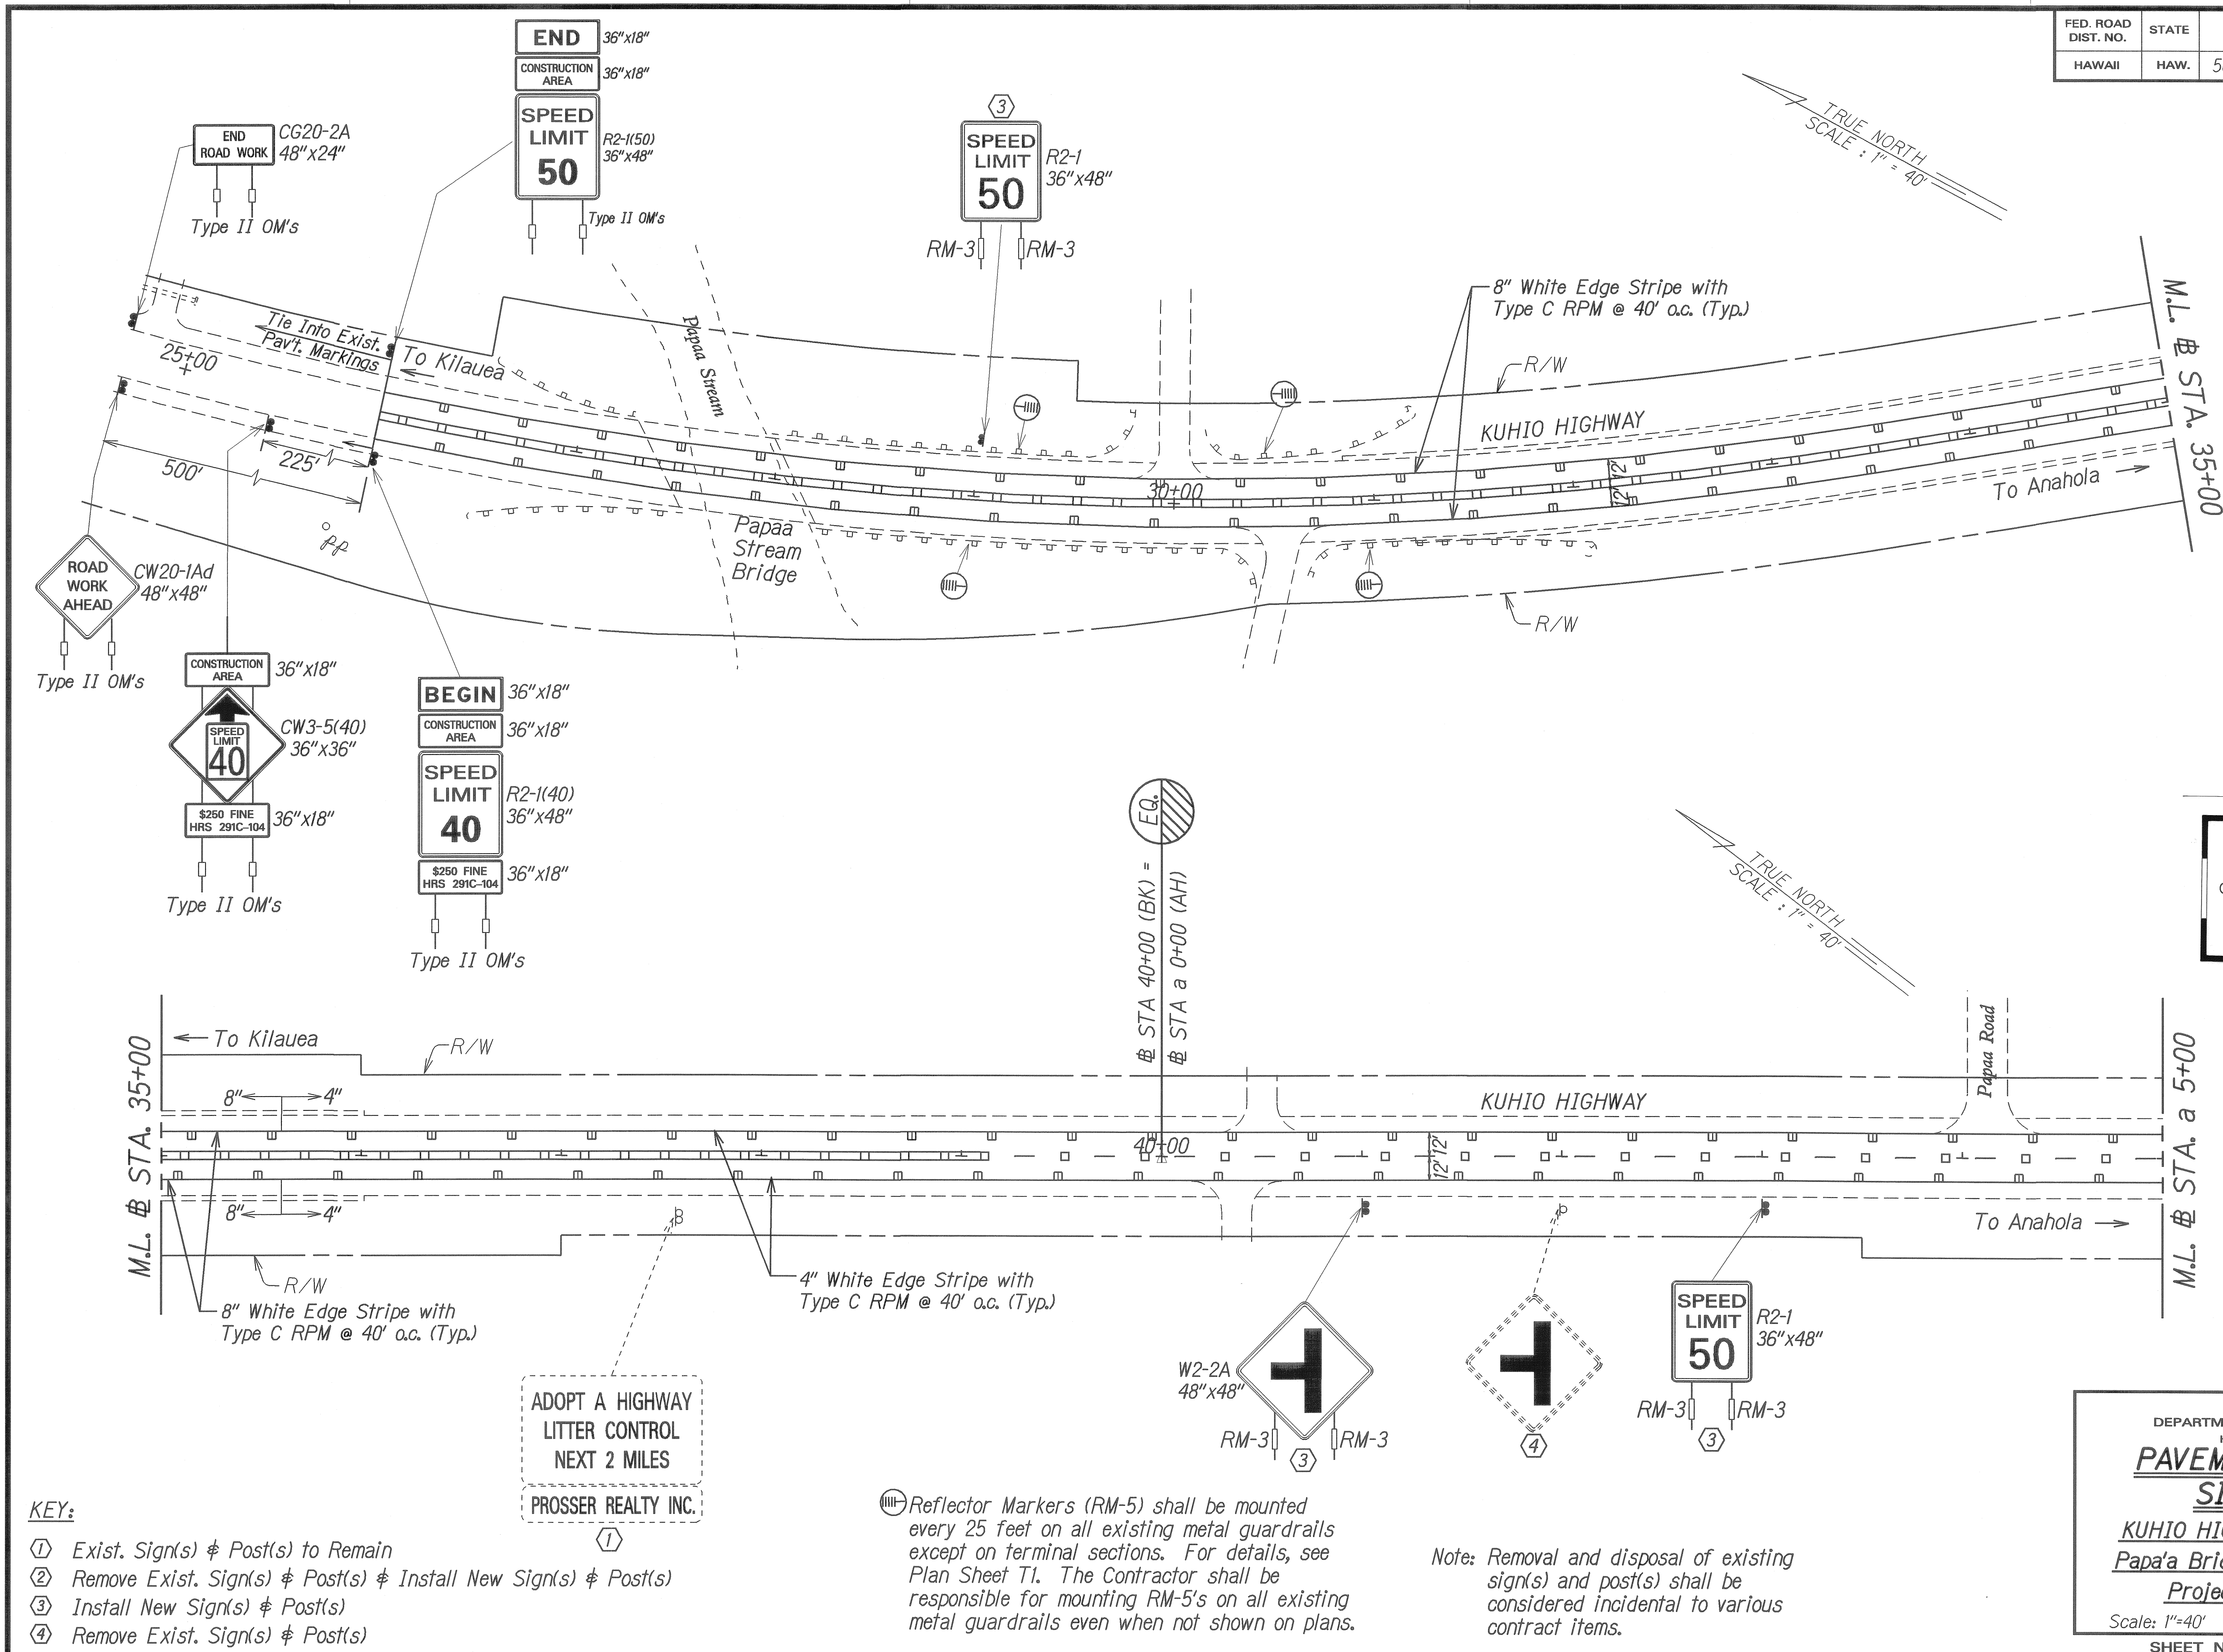 FED. ROAD
DIST. NO.
STATE
HAWAII
HAW.
END
36"x18"
CONSTRUCTION
AREA
36"x18"
SPEED
LIMIT
50
R2-1(50)
36"x48"
Type II OM's
END
ROAD WORK
CG20-2A
48"x24"
Type II OM's
3
SPEED
LIMIT
50
R2-1
36"x48"
RM-3
RM-3
TRUE NORTH
SCALE : 1" = 40'
8" White Edge Stripe with
Type C RPM @ 40' o.c. (Typ.)
R/W
Tie Into Exist.
Pav't. Markings
25+00
To Kilauea
Papaa Stream
KUHIO HIGHWAY
M.L. BL STA. 35+00
30+00
12' 12'
To Anahola
500'
225'
PP
Papaa
Stream
Bridge
R/W
ROAD
WORK
AHEAD
CW20-1Ad
48"x48"
Type II OM's
CONSTRUCTION
AREA
36"x18"
SPEED
LIMIT
40
CW3-5(40)
36"x36"
$250 FINE
HRS 291C-104
36"x18"
Type II OM's
BEGIN
36"x18"
CONSTRUCTION
AREA
36"x18"
SPEED
LIMIT
40
R2-1(40)
36"x48"
$250 FINE
HRS 291C-104
36"x18"
Type II OM's
EQ.
BL STA 40+00 (BK) =
BL STA a 0+00 (AH)
TRUE NORTH
SCALE : 1" = 40'
M.L. BL STA. 35+00
To Kilauea
R/W
8"
4"
KUHIO HIGHWAY
Papaa Road
M.L. BL STA. a 5+00
40+00
12' 12'
8"
4"
To Anahola
R/W
8" White Edge Stripe with
Type C RPM @ 40' o.c. (Typ.)
4" White Edge Stripe with
Type C RPM @ 40' o.c. (Typ.)
ADOPT A HIGHWAY
LITTER CONTROL
NEXT 2 MILES
PROSSER REALTY INC.
1
W2-2A
48"x48"
RM-3
RM-3
3
4
SPEED
LIMIT
50
R2-1
36"x48"
RM-3
RM-3
3
KEY:
1 Exist. Sign(s) & Post(s) to Remain
2 Remove Exist. Sign(s) & Post(s) & Install New Sign(s) & Post(s)
3 Install New Sign(s) & Post(s)
4 Remove Exist. Sign(s) & Post(s)
Reflector Markers (RM-5) shall be mounted
every 25 feet on all existing metal guardrails
except on terminal sections. For details, see
Plan Sheet T1. The Contractor shall be
responsible for mounting RM-5's on all existing
metal guardrails even when not shown on plans.
Note: Removal and disposal of existing
sign(s) and post(s) shall be
considered incidental to various
contract items.
KUHIO
Papa'a
Scale: 1"=40'
SHEET